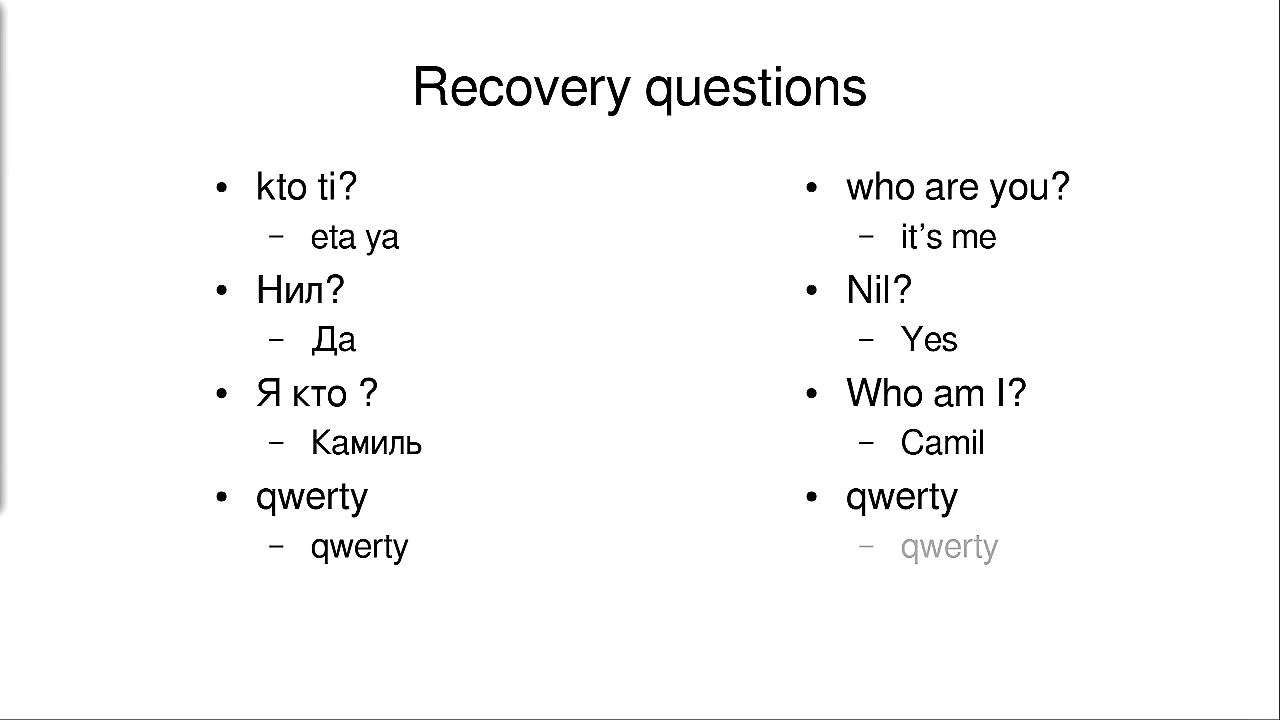 Recovery questions
• kto ti?
– eta ya
• Нил?
– Да
• Я кто ?
– Камиль
• qwerty
– qwerty
• who are you?
– it’s me
• Nil?
– Yes
• Who am I?
– Camil
• qwerty
– qwerty